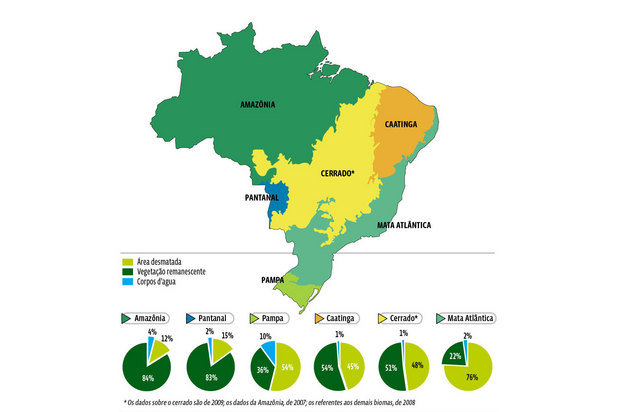 AMAZÔNIA
CAATINGA
CERRADO*
PANTANAL
MATA ATLÂNTICA
PAMPA
Área desmatada
Vegetação remanescente
Corpos d'agua
Amazônia
Pantanal
Pampa
Caatinga
Cerrado*
Mata Atlântica
4% 12% 84%
2% 15% 83%
10% 36% 54%
1% 54% 45%
1% 51% 48%
2% 22% 76%
* Os dados sobre o cerrado são de 2009; os dados da Amazônia, de 2007; os referentes aos demais biomas, de 2008